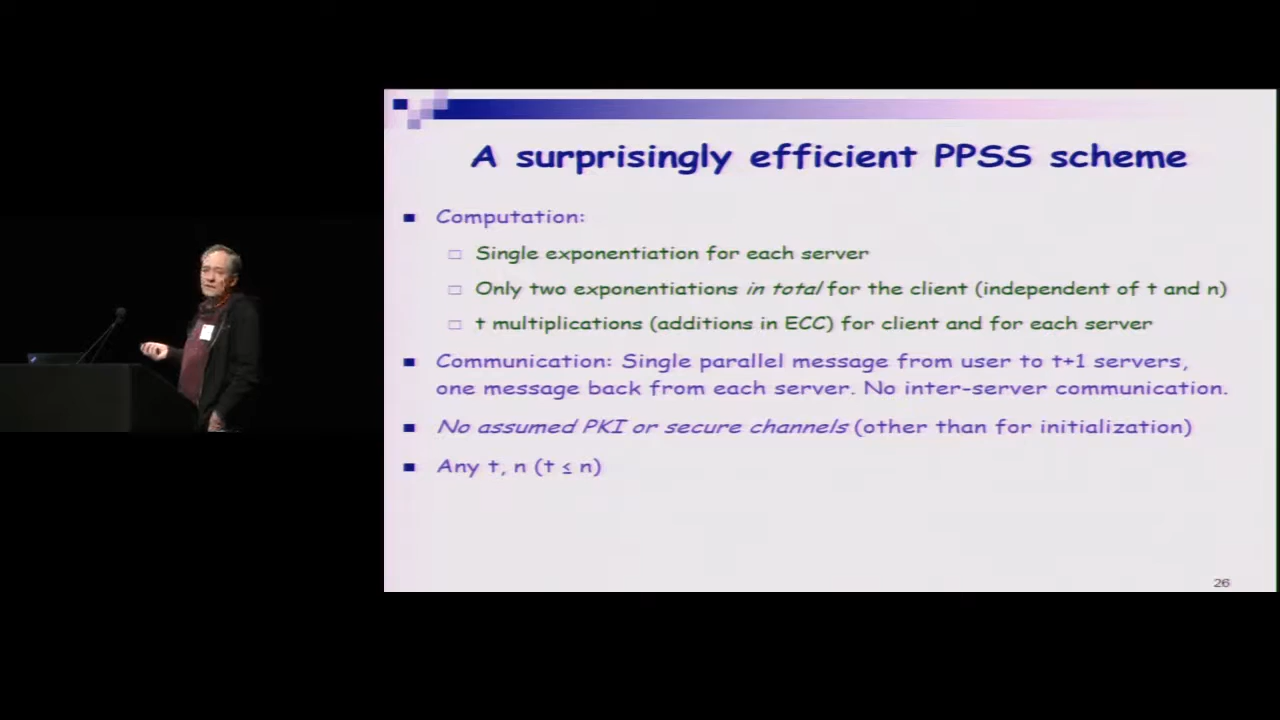 A surprisingly efficient PPSS scheme
Computation:
Single exponentiation for each server
Only two exponentiations in total for the client (independent of t and n)
t multiplications (additions in ECC) for client and for each server
Communication: Single parallel message from user to t+1 servers,
one message back from each server. No inter-server communication.
No assumed PKI or secure channels (other than for initialization)
Any t, n (t ≤ n)
26